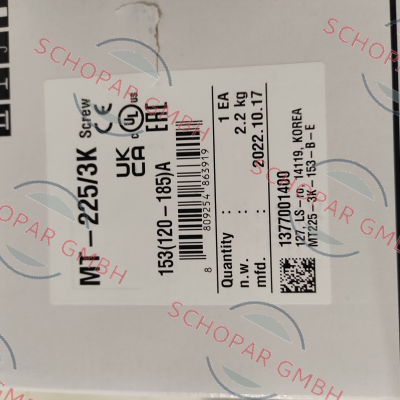 MT-225/3K Screw
CE UK CA UL US EAC
153(120-185)A
8 809254 863919
Quantity : 1 EA
n.w. : 2.2 kg
mfd. : 2022.10.17
1377001400
127, LS-ro, 14119, KOREA
MT225-3K-153-B-E
SCHOPAR GMBH
SCHOPAR GMBH
SCHOPAR GMBH
SCHOPAR GMBH